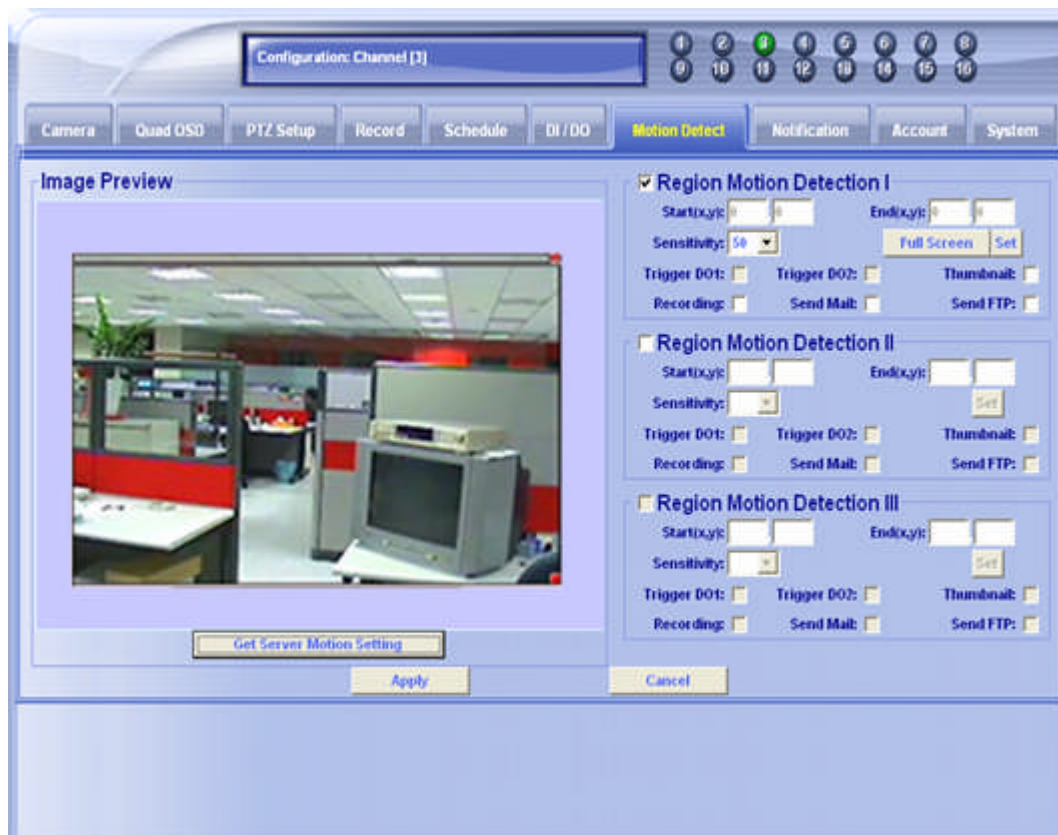 Configuration: Channel [3]
1 2 3 4 5 6 7 8
9 10 11 12 13 14 15 16
Camera Quad OSD PTZ Setup Record Schedule DI / DO Motion Detect Notification Account System
Image Preview
Get Server Motion Setting
Region Motion Detection I
Start(x,y): 0 , 0 End(x,y): 0 , 0
Sensitivity: 50 Full Screen Set
Trigger DO1: Trigger DO2: Thumbnail:
Recording: Send Mail: Send FTP:
Region Motion Detection II
Start(x,y): , End(x,y): ,
Sensitivity: Set
Trigger DO1: Trigger DO2: Thumbnail:
Recording: Send Mail: Send FTP:
Region Motion Detection III
Start(x,y): , End(x,y): ,
Sensitivity: Set
Trigger DO1: Trigger DO2: Thumbnail:
Recording: Send Mail: Send FTP:
Apply Cancel